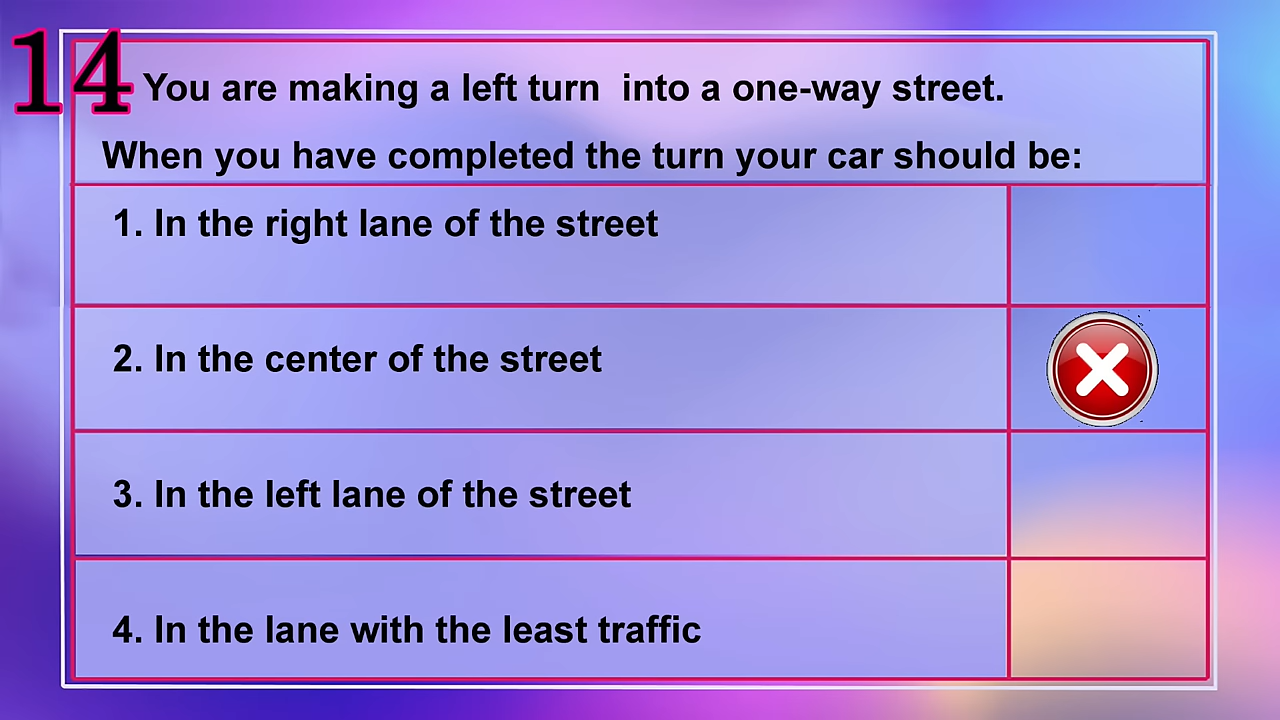 14
You are making a left turn  into a one-way street.
When you have completed the turn your car should be:
1. In the right lane of the street
2. In the center of the street
3. In the left lane of the street
4. In the lane with the least traffic